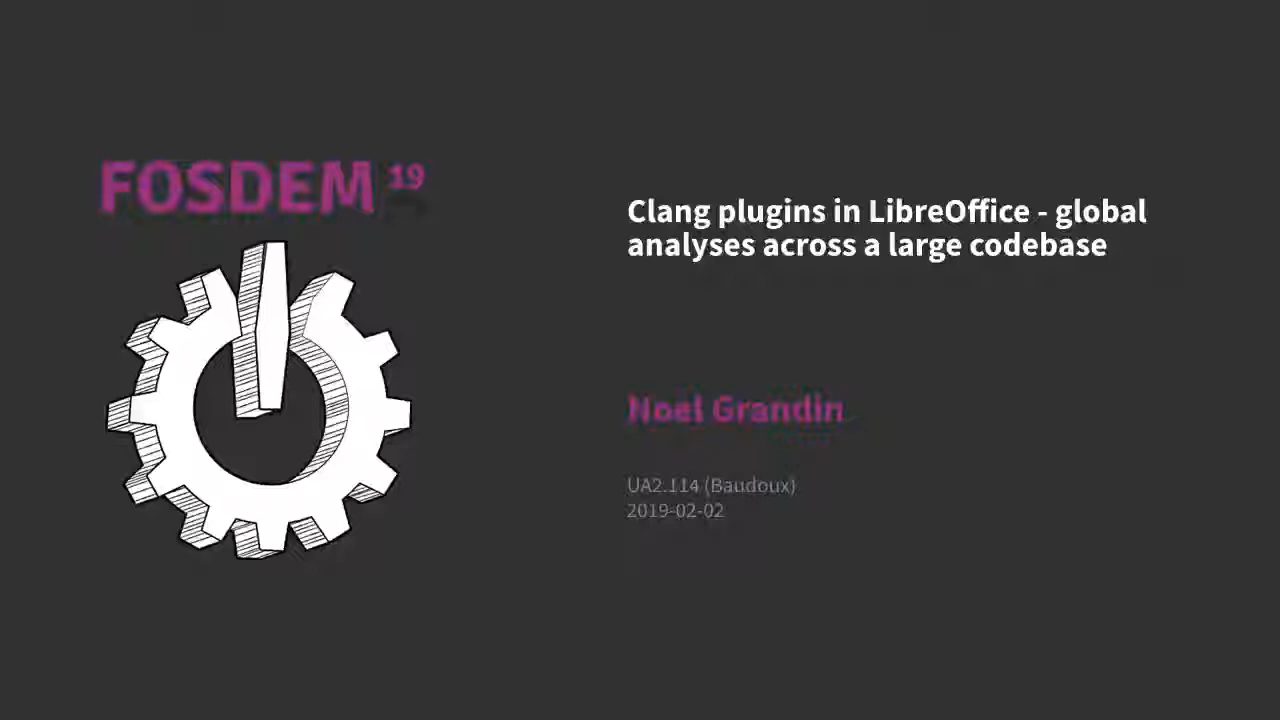 FOSDEM 19
Clang plugins in LibreOffice - global
analyses across a large codebase
Noel Grandin
UA2.114 (Baudoux)
2019-02-02